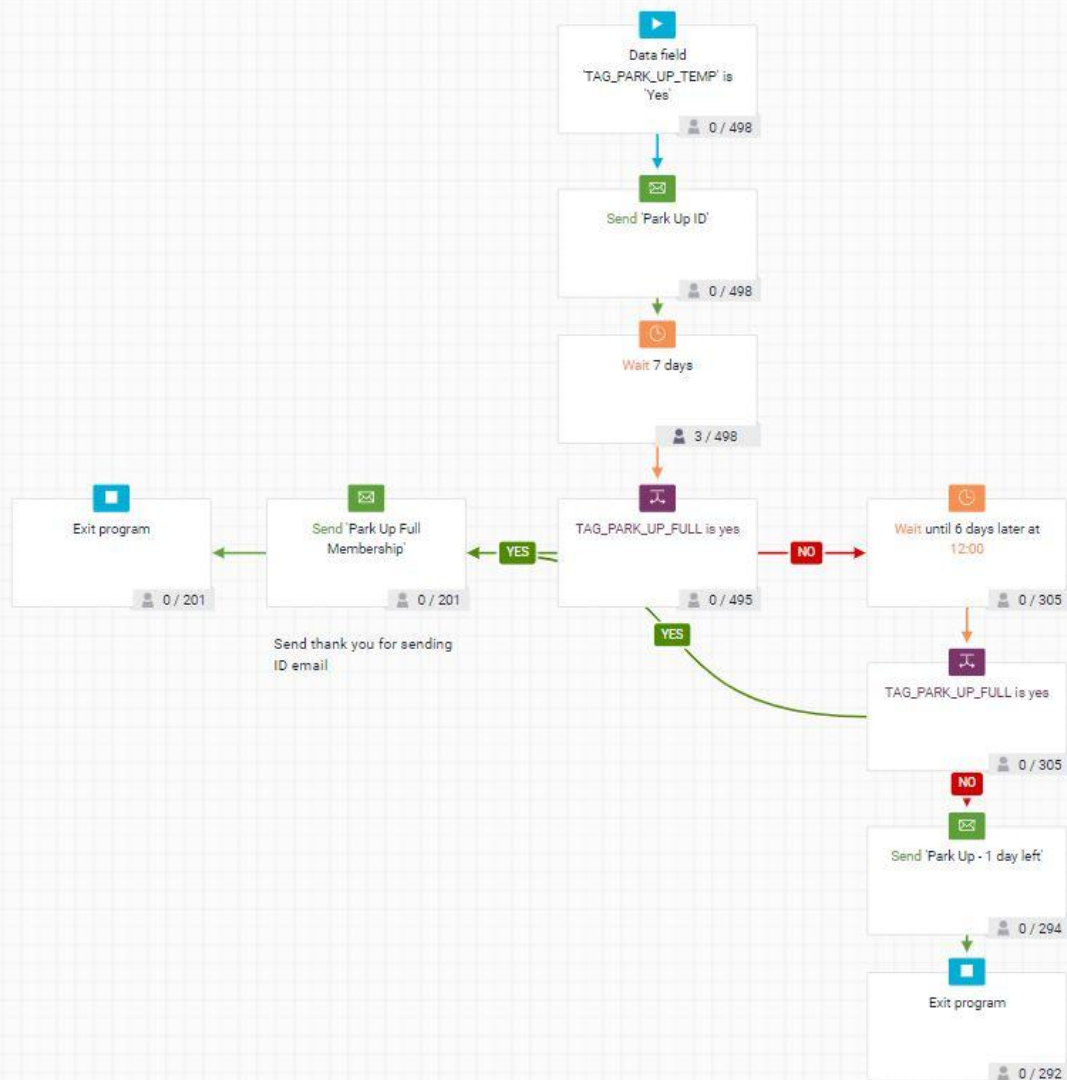 Data field
'TAG_PARK_UP_TEMP' is
'Yes'
0 / 498
Send 'Park Up ID'
0 / 498
Wait 7 days
3 / 498
Exit program
0 / 201
Send 'Park Up Full
Membership'
0 / 201
Send thank you for sending
ID email
YES
TAG_PARK_UP_FULL is yes
0 / 495
NO
Wait until 6 days later at
12:00
0 / 305
YES
TAG_PARK_UP_FULL is yes
0 / 305
NO
Send 'Park Up - 1 day left'
0 / 294
Exit program
0 / 292